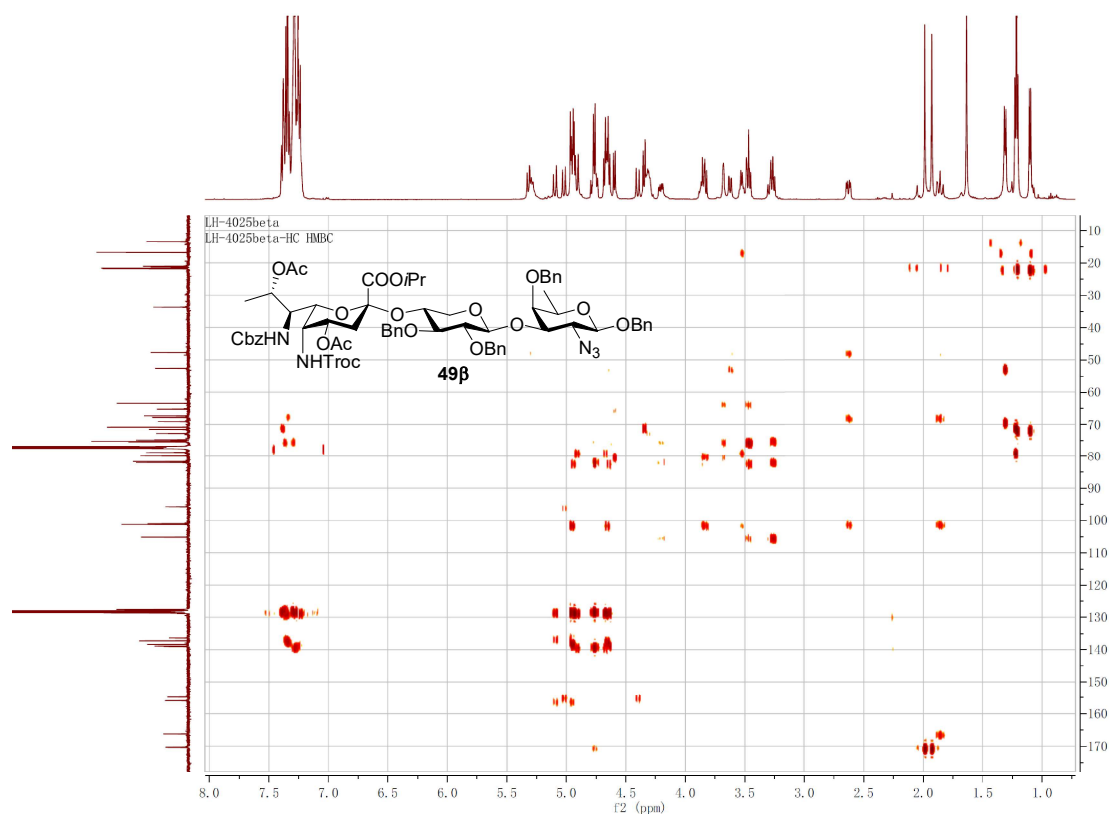 LH-4025beta
LH-4025beta-HC HMBC
OAc
COOiPr
OBn
O
O
O
O
O
OBn
CbzHN
OAc
BnO
OBn
N3
NHTroc
49β
10
20
30
40
50
60
70
80
90
100
110
120
130
140
150
160
170
8.0 7.5 7.0 6.5 6.0 5.5 5.0 4.5 4.0 3.5 3.0 2.5 2.0 1.5 1.0
f2 (ppm)